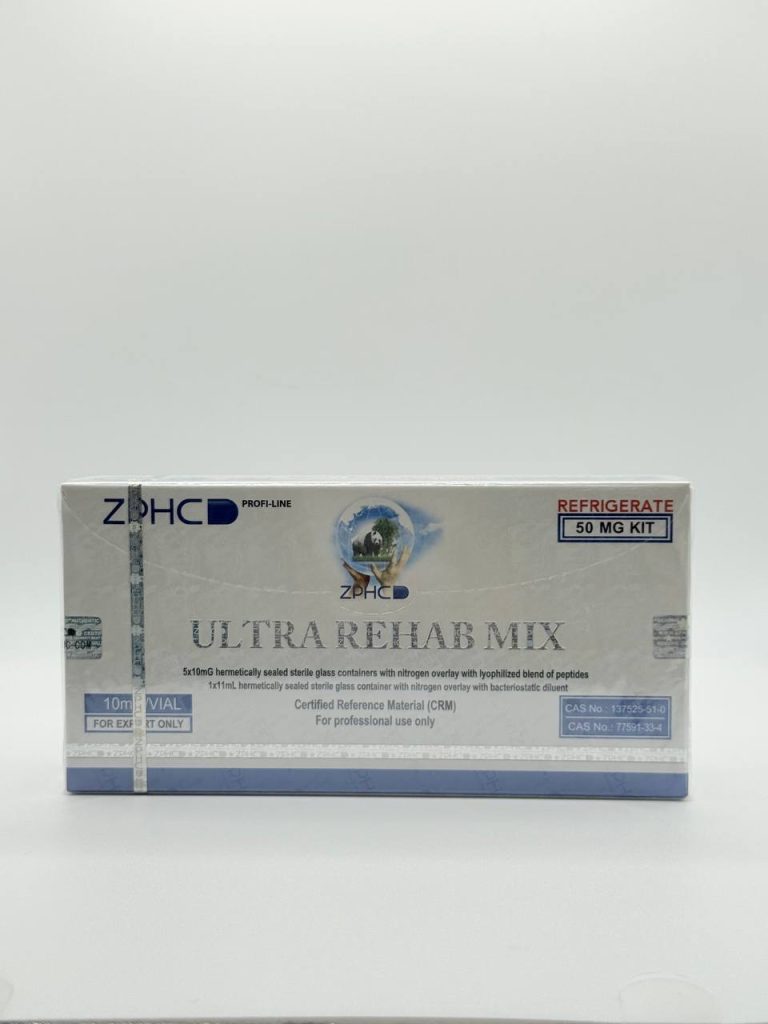 ZPHC PROFI-LINE
REFRIGERATE
50 MG KIT
ZPHC
ULTRA REHAB MIX
5x10mG hermetically sealed sterile glass containers with nitrogen overlay with lyophilized blend of peptides
1x11mL hermetically sealed sterile glass container with nitrogen overlay with bacteriostatic diluent
Certified Reference Material (CRM)
For professional use only
/VIAL
FOR ONLY
CAS No.: 137525-51-0
CAS No.: 77591-33-4